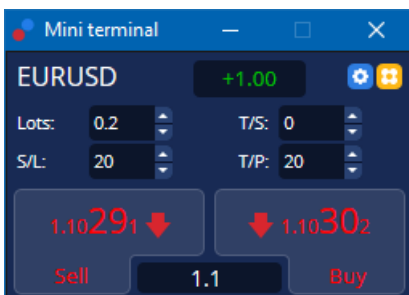 Mini terminal
EURUSD +1.00
Lots: 0.2 T/S: 0
S/L: 20 T/P: 20
1.10291 1.10302
Sell 1.1 Buy